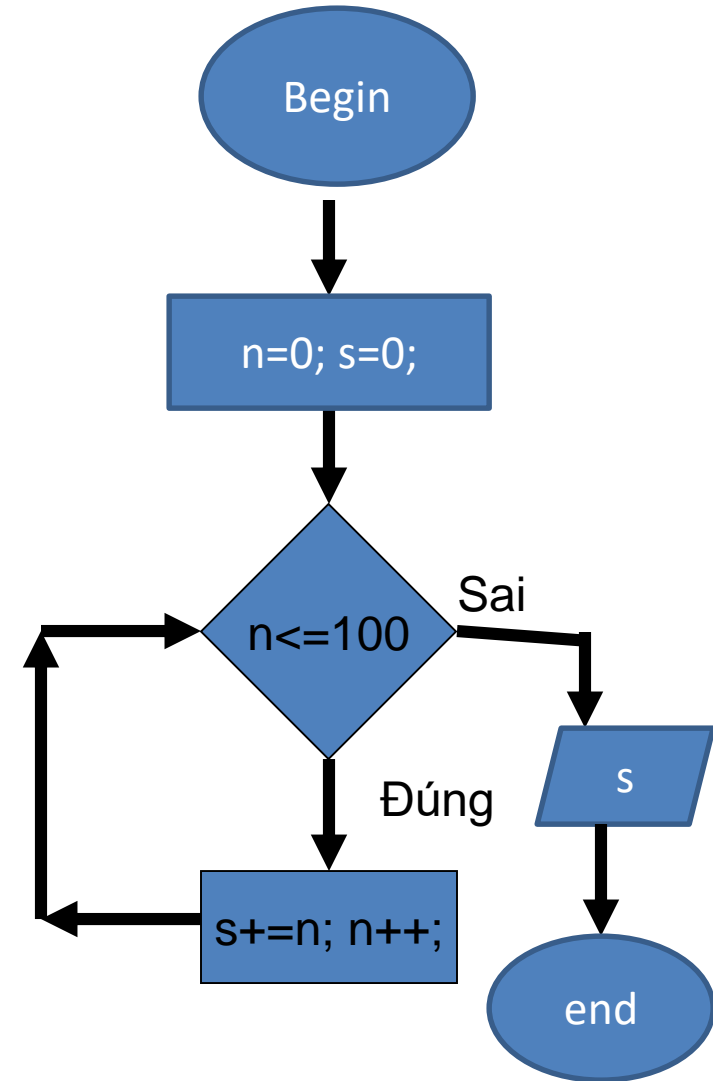 Begin
n=0; s=0;
n<=100
Sai
Đúng
s+=n; n++;
s
end